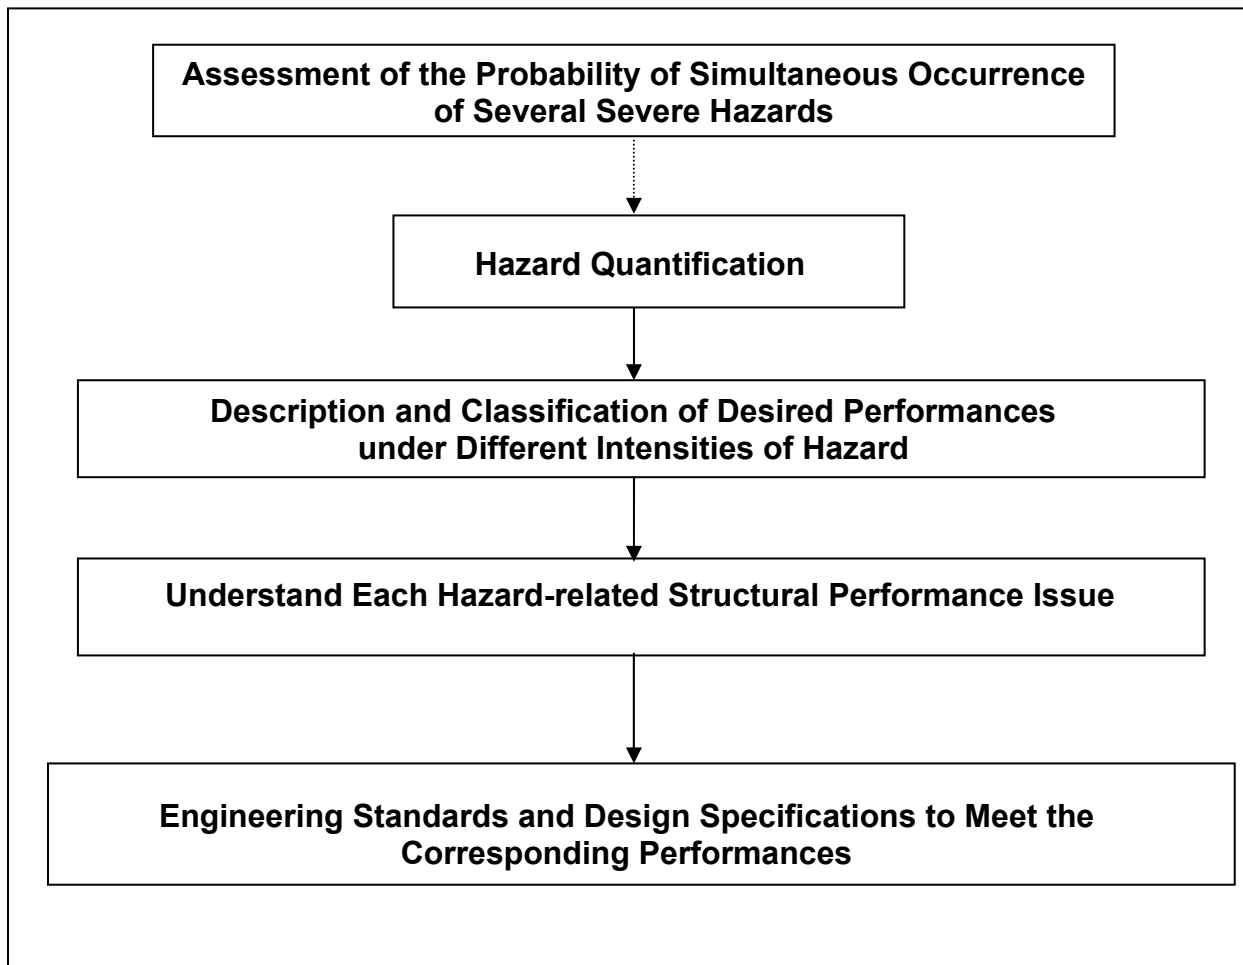 Assessment of the Probability of Simultaneous Occurrence
of Several Severe Hazards
Hazard Quantification
Description and Classification of Desired Performances
under Different Intensities of Hazard
Understand Each Hazard-related Structural Performance Issue
Engineering Standards and Design Specifications to Meet the
Corresponding Performances